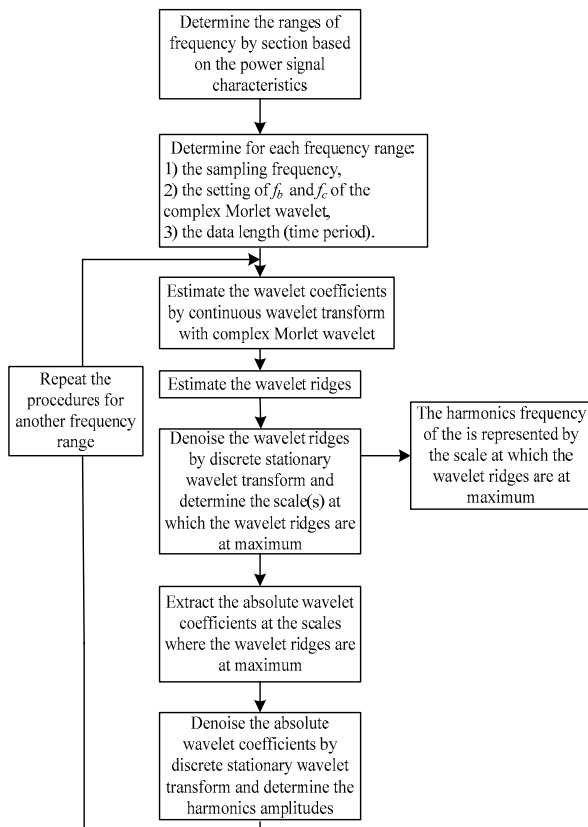 Determine the ranges of
frequency by section based
on the power signal
characteristics
Determine for each frequency range:
1) the sampling frequency,
2) the setting of f_b and f_c of the
complex Morlet wavelet,
3) the data length (time period).
Estimate the wavelet coefficients
by continuous wavelet transform
with complex Morlet wavelet
Repeat the
procedures for
another frequency
range
Estimate the wavelet ridges
Denoise the wavelet ridges
by discrete stationary
wavelet transform and
determine the scale(s) at
which the wavelet ridges are
at maximum
The harmonics frequency
of the is represented by
the scale at which the
wavelet ridges are at
maximum
Extract the absolute wavelet
coefficients at the scales
where the wavelet ridges are
at maximum
Denoise the absolute
wavelet coefficients by
discrete stationary wavelet
transform and determine the
harmonics amplitudes